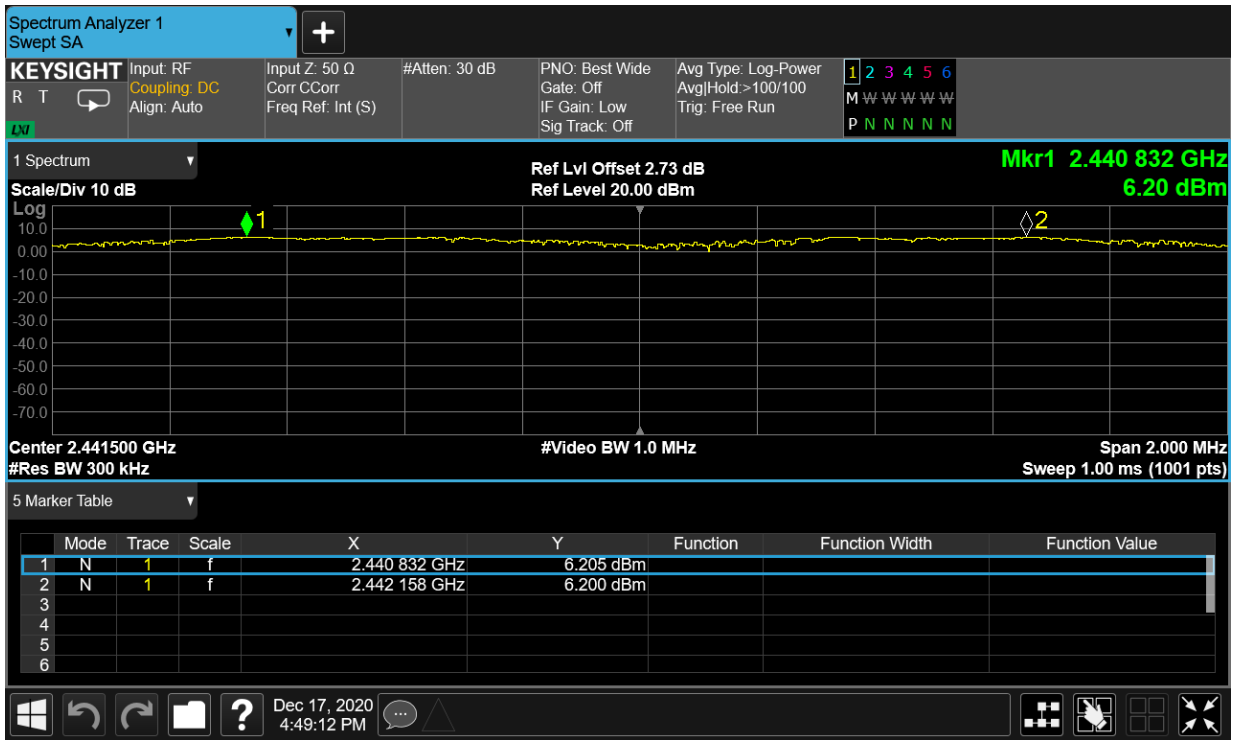 Spectrum Analyzer 1
Swept SA
+
KEYSIGHT
R T
LXI
Input: RF
Coupling: DC
Align: Auto
Input Z: 50 Ω
Corr CCorr
Freq Ref: Int (S)
#Atten: 30 dB
PNO: Best Wide
Gate: Off
IF Gain: Low
Sig Track: Off
Avg Type: Log-Power
Avg|Hold:>100/100
Trig: Free Run
1 2 3 4 5 6
M W W W W W
P N N N N N
1 Spectrum
Scale/Div 10 dB
Ref Lvl Offset 2.73 dB
Ref Level 20.00 dBm
Mkr1 2.440 832 GHz
6.20 dBm
Log
10.0
0.00
-10.0
-20.0
-30.0
-40.0
-50.0
-60.0
-70.0
1
2
Center 2.441500 GHz
#Res BW 300 kHz
#Video BW 1.0 MHz
Span 2.000 MHz
Sweep 1.00 ms (1001 pts)
5 Marker Table
Mode Trace Scale X Y Function Function Width Function Value
1 N 1 f 2.440 832 GHz 6.205 dBm
2 N 1 f 2.442 158 GHz 6.200 dBm
3
4
5
6
?
Dec 17, 2020
4:49:12 PM